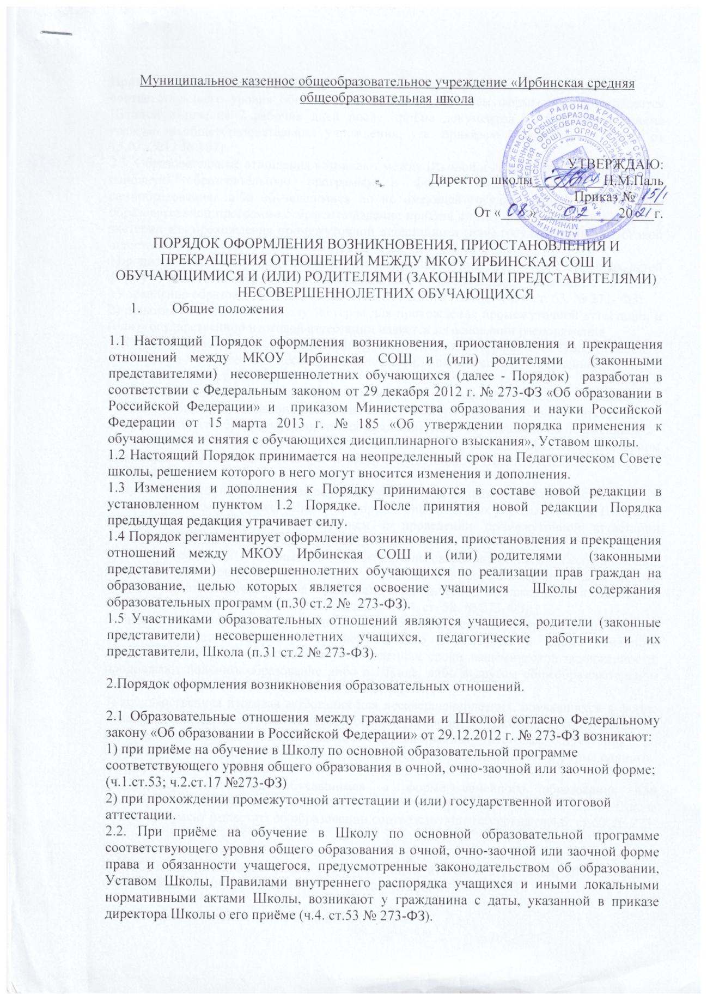 Муниципальное казенное общеобразовательное учреждение «Ирбинская средняя
общеобразовательная школа
УТВЕРЖДАЮ:
Директор школы __________Н.М.Паль
Приказ № 15/1
От « 08 » 02 2021 г.
ПОРЯДОК ОФОРМЛЕНИЯ ВОЗНИКНОВЕНИЯ, ПРИОСТАНОВЛЕНИЯ И
ПРЕКРАЩЕНИЯ ОТНОШЕНИЙ МЕЖДУ МКОУ ИРБИНСКАЯ СОШ И
ОБУЧАЮЩИМИСЯ И (ИЛИ) РОДИТЕЛЯМИ (ЗАКОННЫМИ ПРЕДСТАВИТЕЛЯМИ)
НЕСОВЕРШЕННОЛЕТНИХ ОБУЧАЮЩИХСЯ
1. Общие положения
1.1 Настоящий Порядок оформления возникновения, приостановления и прекращения
отношений между МКОУ Ирбинская СОШ и (или) родителями (законными
представителями) несовершеннолетних обучающихся (далее - Порядок) разработан в
соответствии с Федеральным законом от 29 декабря 2012 г. № 273-ФЗ «Об образовании в
Российской Федерации» и приказом Министерства образования и науки Российской
Федерации от 15 марта 2013 г. № 185 «Об утверждении порядка применения к
обучающимся и снятия с обучающихся дисциплинарного взыскания», Уставом школы.
1.2 Настоящий Порядок принимается на неопределенный срок на Педагогическом Совете
школы, решением которого в него могут вносится изменения и дополнения.
1.3 Изменения и дополнения к Порядку принимаются в составе новой редакции в
установленном пунктом 1.2 Порядке. После принятия новой редакции Порядка
предыдущая редакция утрачивает силу.
1.4 Порядок регламентирует оформление возникновения, приостановления и прекращения
отношений между МКОУ Ирбинская СОШ и (или) родителями (законными
представителями) несовершеннолетних обучающихся по реализации прав граждан на
образование, целью которых является освоение учащимися Школы содержания
образовательных программ (п.30 ст.2 № 273-ФЗ).
1.5 Участниками образовательных отношений являются учащиеся, родители (законные
представители) несовершеннолетних учащихся, педагогические работники и их
представители, Школа (п.31 ст.2 № 273-ФЗ).
2.Порядок оформления возникновения образовательных отношений.
2.1 Образовательные отношения между гражданами и Школой согласно Федеральному
закону «Об образовании в Российской Федерации» от 29.12.2012 г. № 273-ФЗ возникают:
1) при приёме на обучение в Школу по основной образовательной программе
соответствующего уровня общего образования в очной, очно-заочной или заочной форме;
(ч.1.ст.53; ч.2.ст.17 №273-ФЗ)
2) при прохождении промежуточной аттестации и (или) государственной итоговой
аттестации.
2.2. При приёме на обучение в Школу по основной образовательной программе
соответствующего уровня общего образования в очной, очно-заочной или заочной форме
права и обязанности учащегося, предусмотренные законодательством об образовании,
Уставом Школы, Правилами внутреннего распорядка учащихся и иными локальными
нормативными актами Школы, возникают у гражданина с даты, указанной в приказе
директора Школы о его приёме (ч.4. ст.53 № 273-ФЗ).